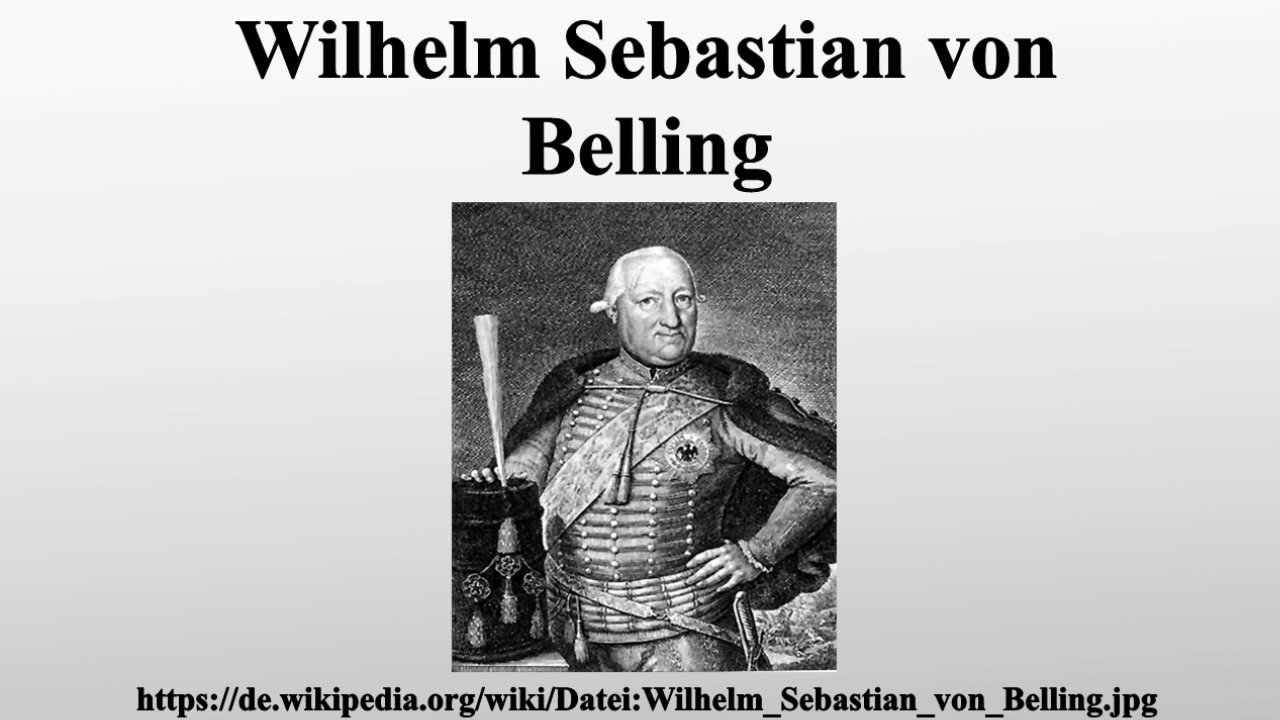 Wilhelm Sebastian von
Belling
https://de.wikipedia.org/wiki/Datei:Wilhelm_Sebastian_von_Belling.jpg